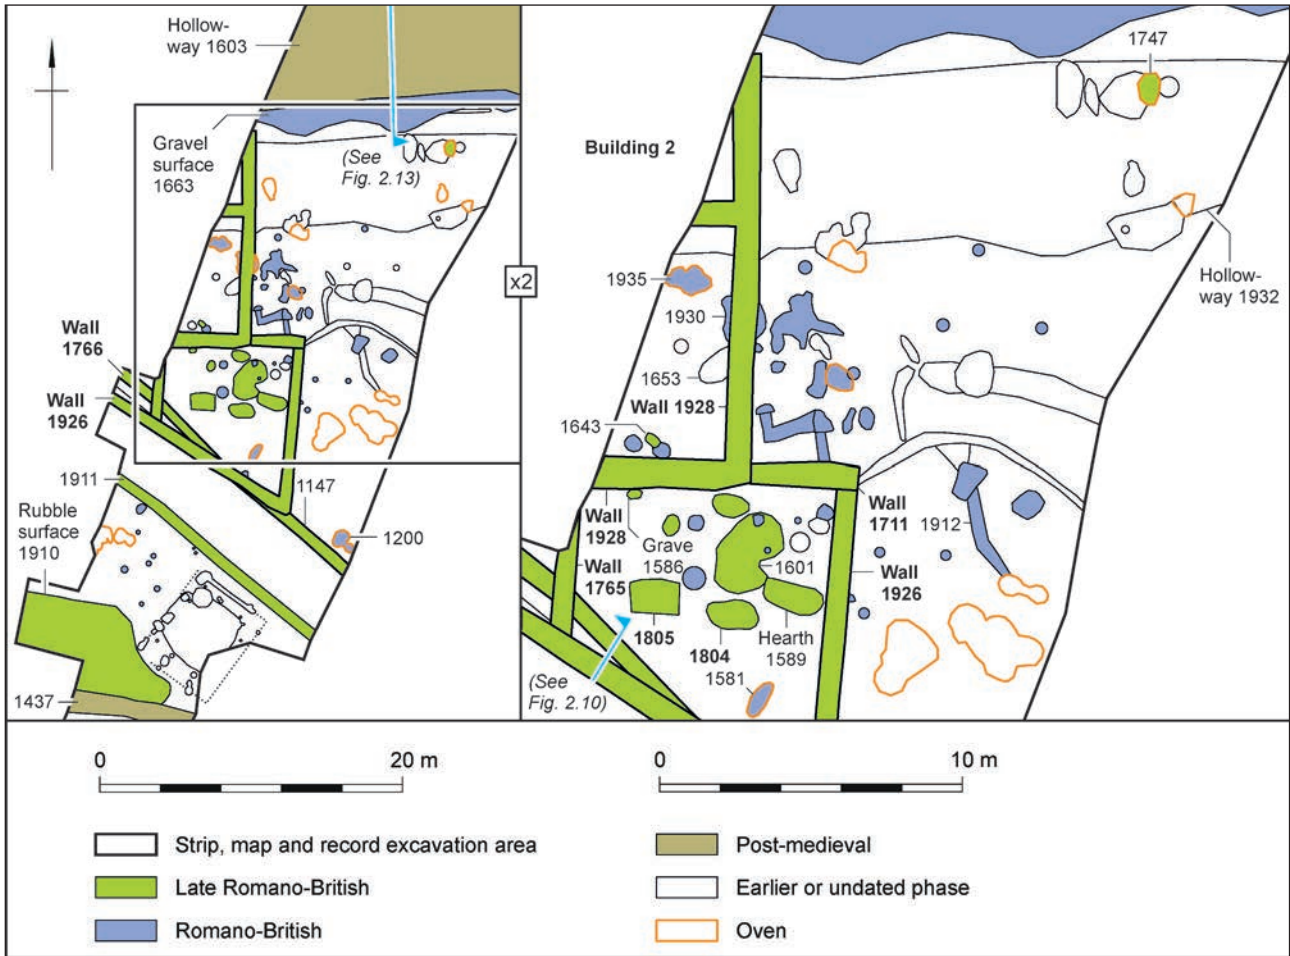 Hollow-
way 1603
Gravel
surface
1663
(See
Fig. 2.13)
x2
Wall
1766
Wall
1926
1911
1147
Rubble
surface
1910
1200
1437
1747
Building 2
Hollow-
way 1932
1935
1930
1653
Wall 1928
1643
Wall
1928
Grave
1586
1601
Wall
1711
1912
Wall
1765
Wall
1926
1805
1804
Hearth
1589
1581
(See
Fig. 2.10)
0 20 m
0 10 m
Strip, map and record excavation area
Late Romano-British
Romano-British
Post-medieval
Earlier or undated phase
Oven